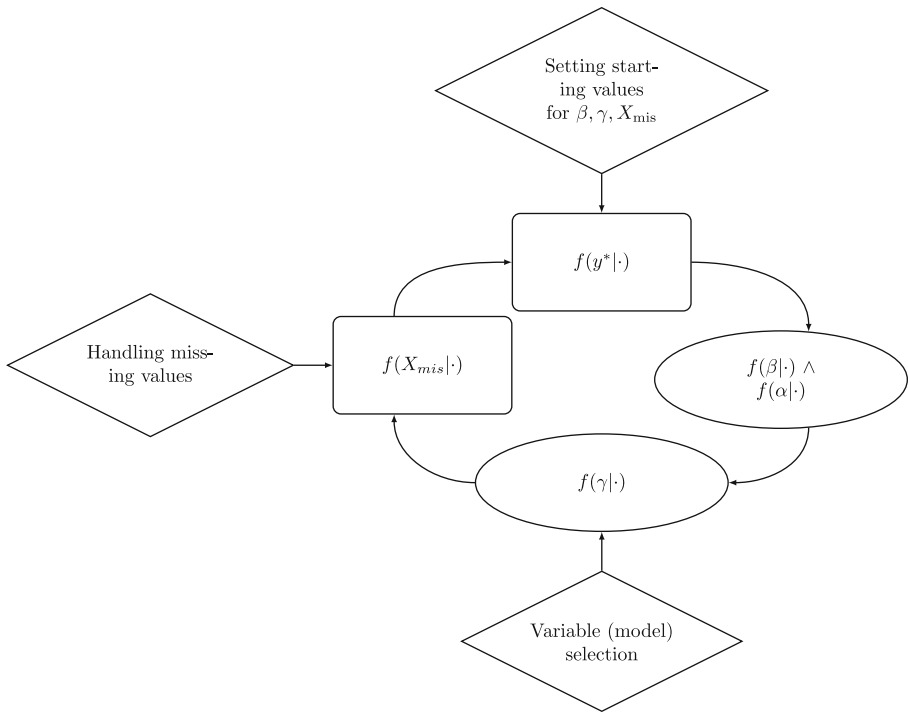 Setting start-
ing values
for β, γ, X_mis
f(y*|·)
Handling miss-
ing values
f(X_mis|·)
f(β|·) ∧
f(α|·)
f(γ|·)
Variable (model)
selection